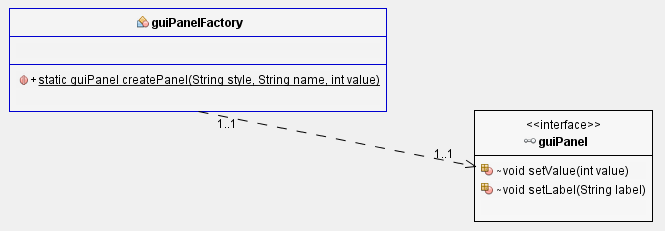 guiPanelFactory
+ static guiPanel createPanel(String style, String name, int value)
1..1
1..1
<<interface>>
guiPanel
~void setValue(int value)
~void setLabel(String label)